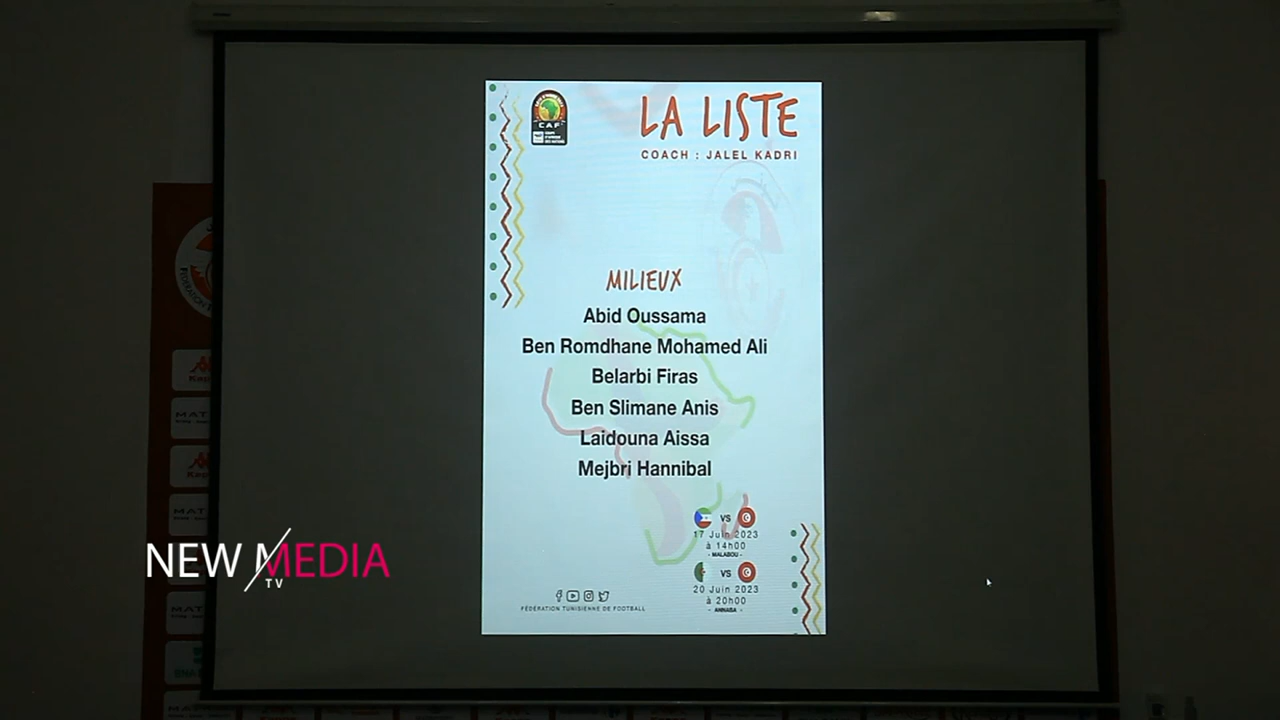 LA LISTE
COACH : JALEL KADRI
CAF
MILIEUX
Abid Oussama
Ben Romdhane Mohamed Ali
Belarbi Firas
Ben Slimane Anis
Laidouna Aissa
Mejbri Hannibal
VS
17 Juin 2023
à 14h00
- MALABOU -
VS
20 Juin 2023
à 20h00
- ANNABA -
FÉDÉRATION TUNISIENNE DE FOOTBALL
NEW MEDIA
TV